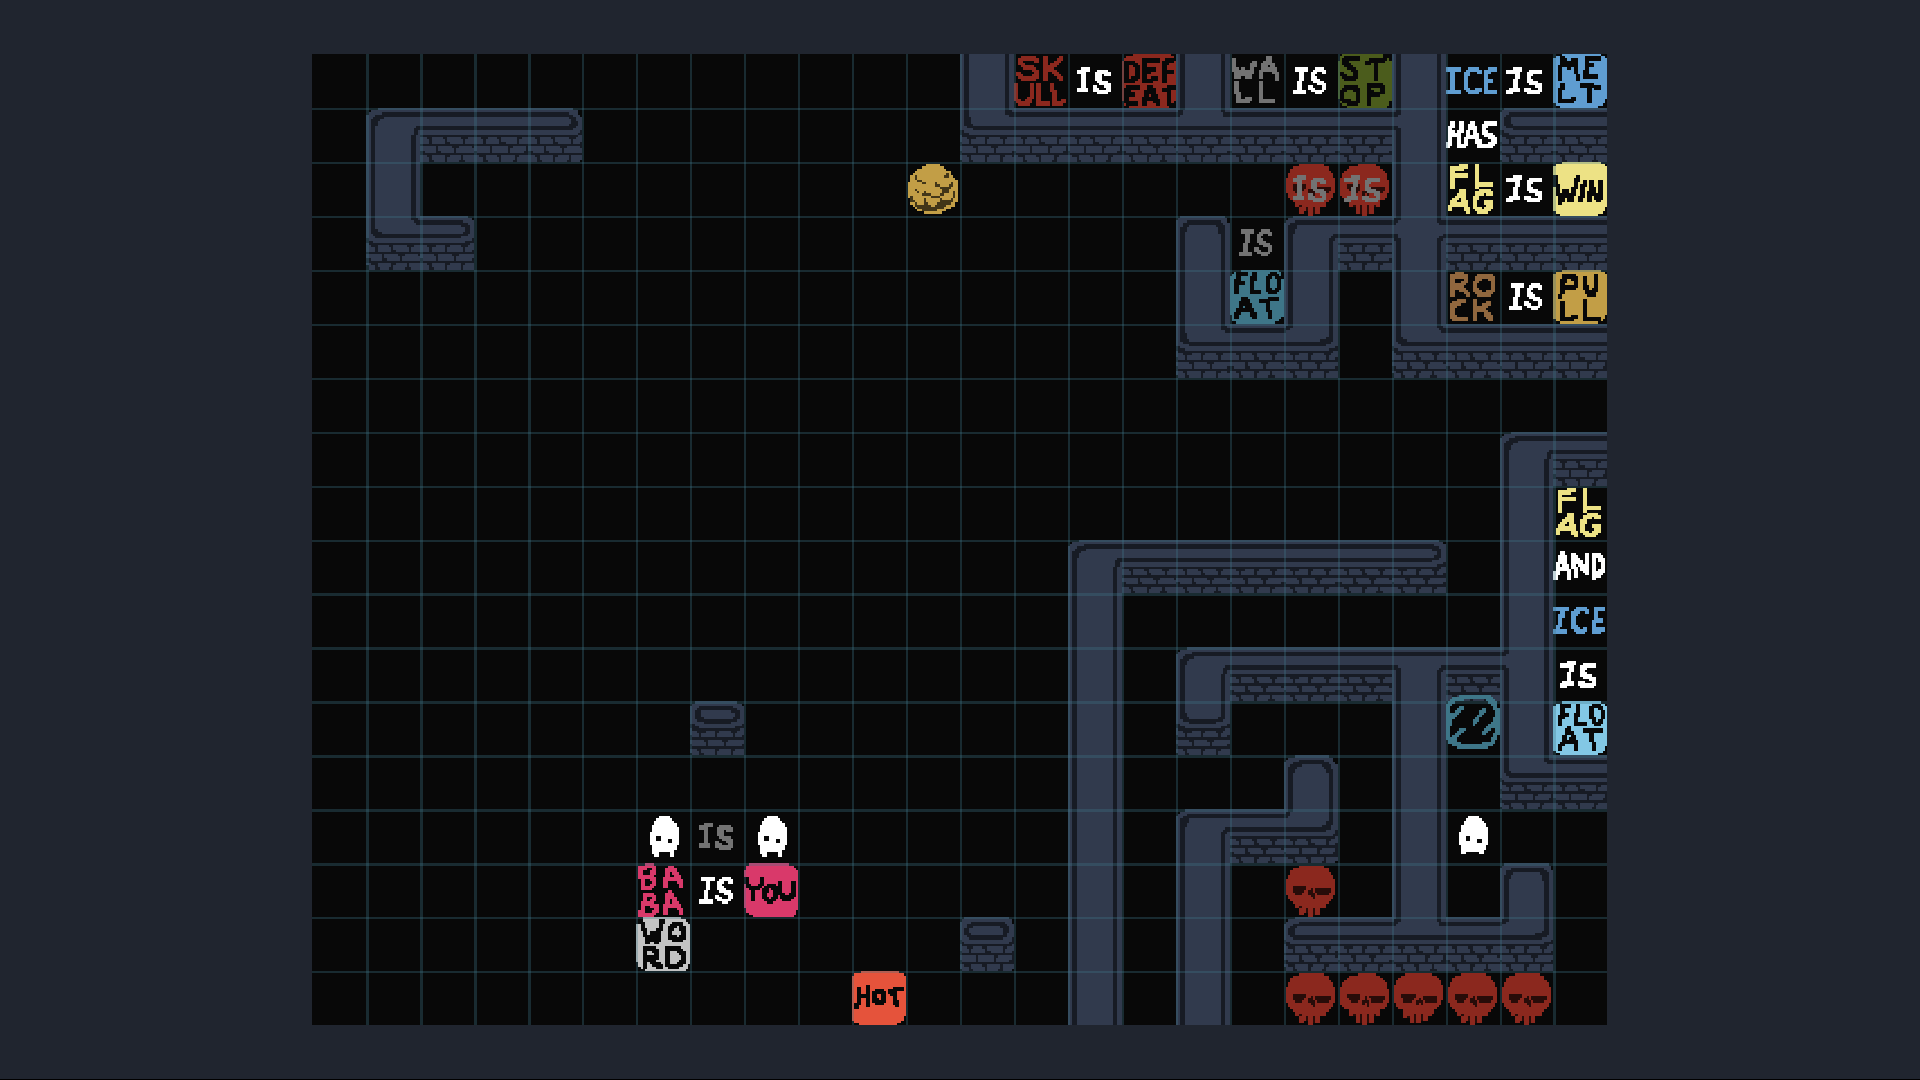 SKULL IS DEFEAT WALL IS STOP ICE IS MELT
HAS
IS IS FLAG IS WIN
IS
FLOAT ROCK IS PULL
FLAG
AND
ICE
IS
FLOAT
IS
BABA IS YOU
WORD
HOT